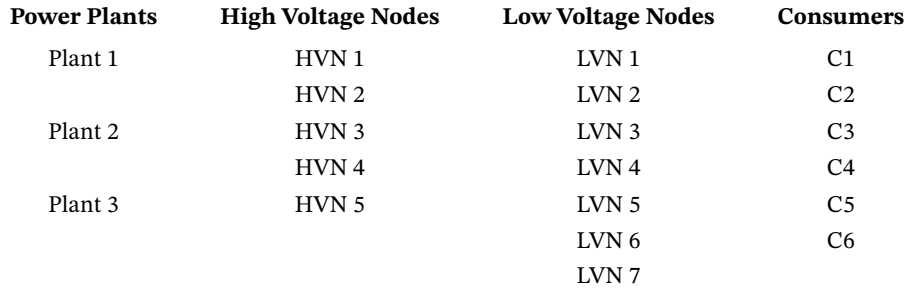 Power Plants High Voltage Nodes Low Voltage Nodes Consumers
Plant 1 HVN 1 LVN 1 C1
HVN 2 LVN 2 C2
Plant 2 HVN 3 LVN 3 C3
HVN 4 LVN 4 C4
Plant 3 HVN 5 LVN 5 C5
LVN 6 C6
LVN 7